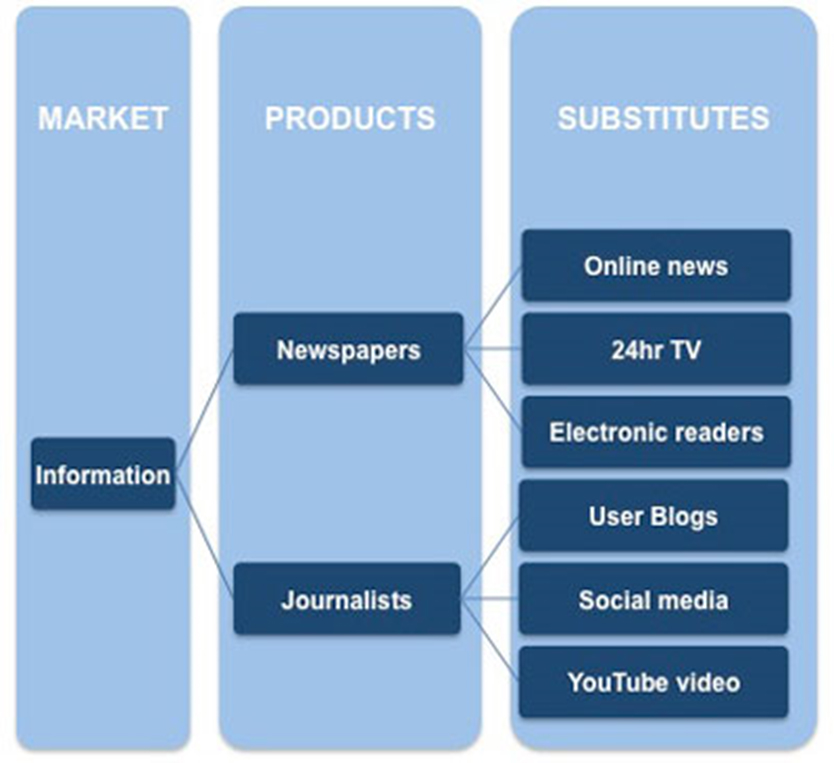 MARKET
PRODUCTS
SUBSTITUTES
Information
Newspapers
Journalists
Online news
24hr TV
Electronic readers
User Blogs
Social media
YouTube video